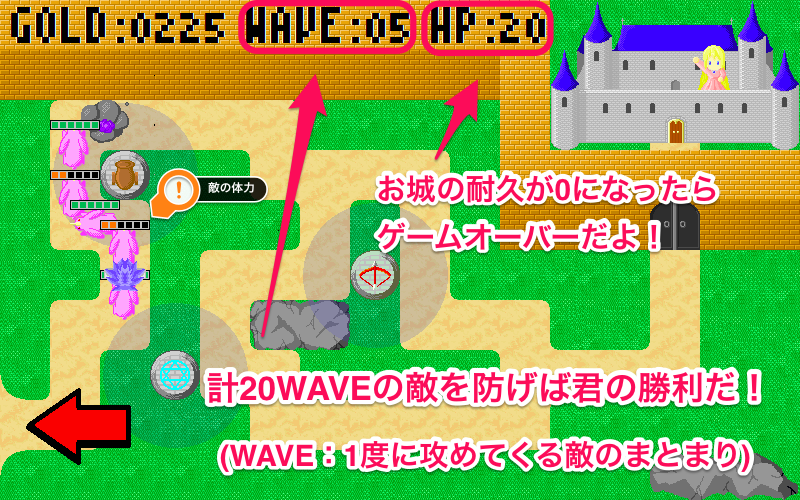 GOLD:0225 WAVE:05 HP:20
敵の体力
お城の耐久が0になったら
ゲームオーバーだよ！
計20WAVEの敵を防げば君の勝利だ！
(WAVE：1度に攻めてくる敵のまとまり)